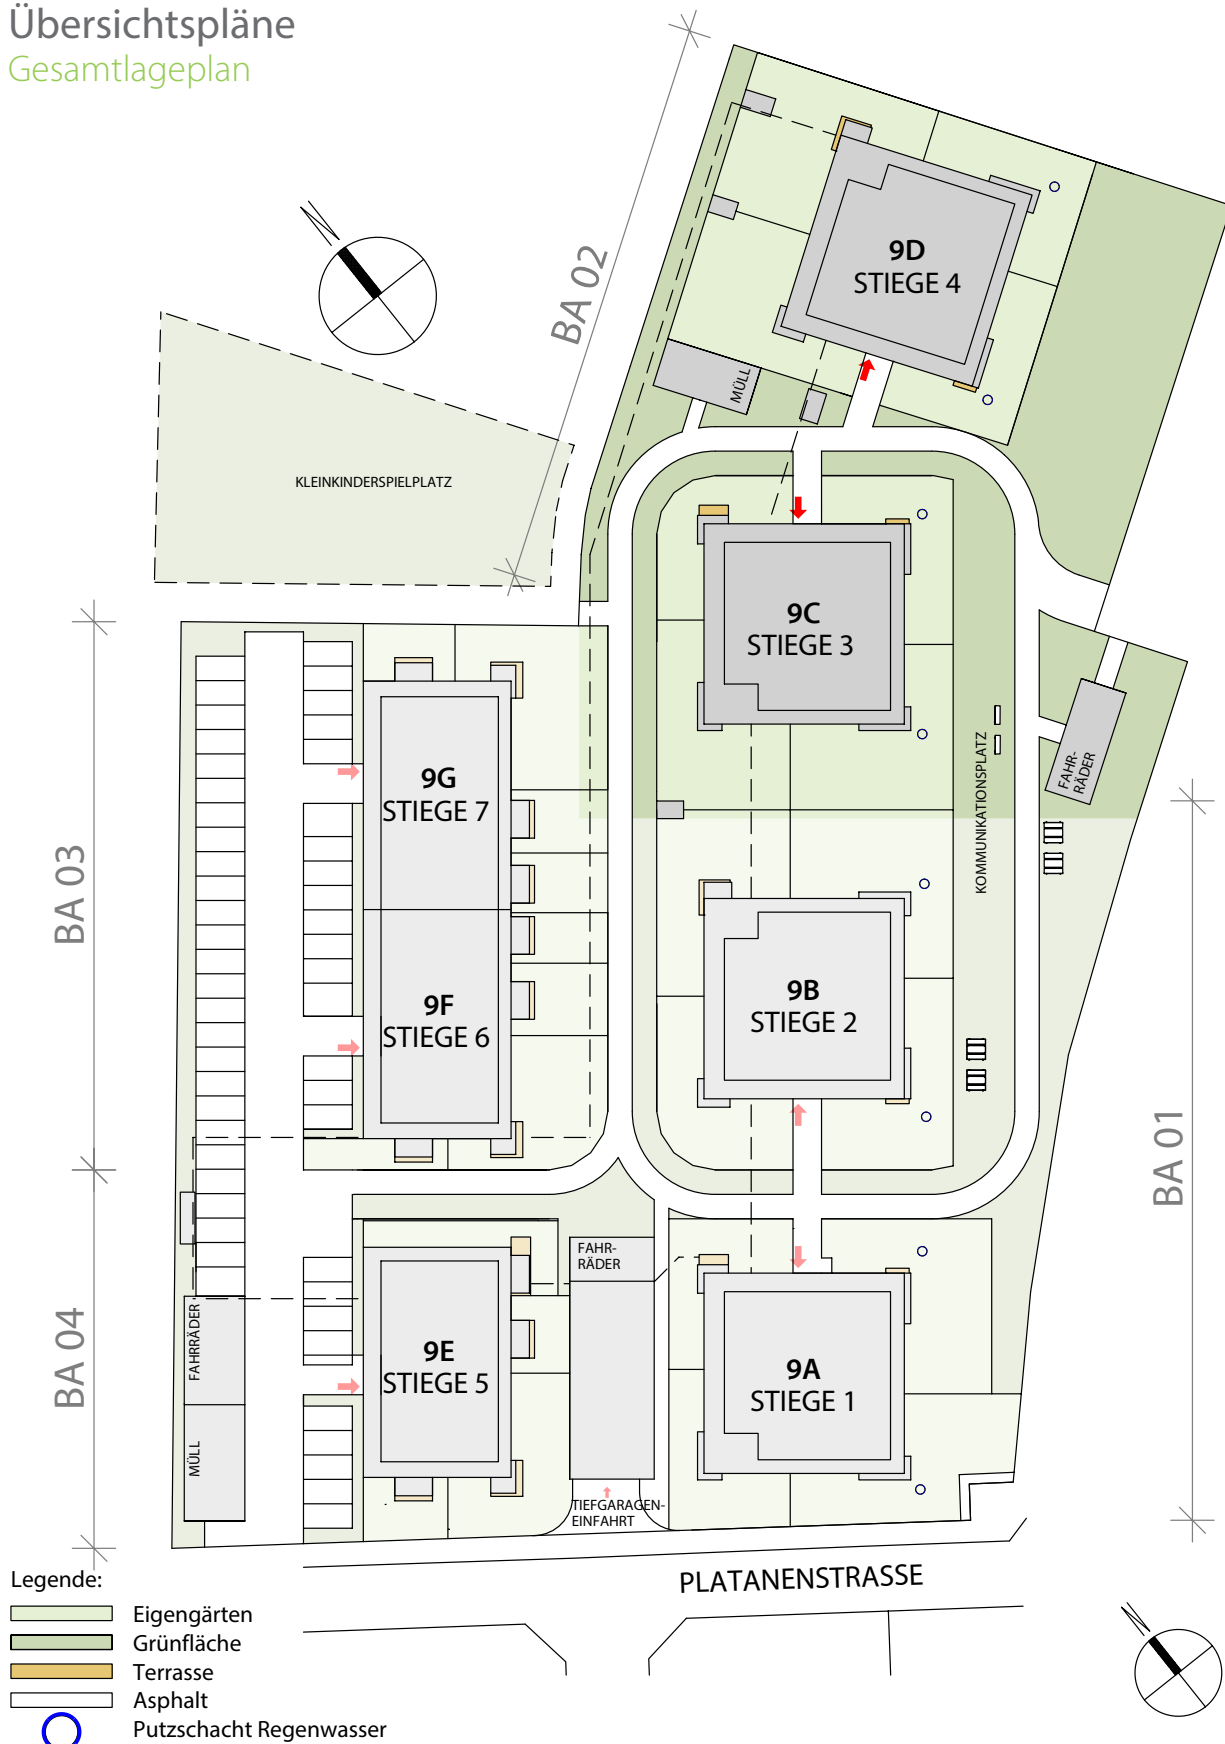 Übersichtspläne
Gesamtlageplan
BA 02
9D
STIEGE 4
MÜLL
KLEINKINDERSPIELPLATZ
9C
STIEGE 3
KOMMUNIKATIONSPLATZ
FAHR-
RÄDER
9G
STIEGE 7
BA 03
9F
STIEGE 6
9B
STIEGE 2
BA 01
FAHR-
RÄDER
BA 04
FAHRRÄDER
MÜLL
9E
STIEGE 5
9A
STIEGE 1
TIEFGARAGEN-
EINFAHRT
PLATANENSTRASSE
Legende:
Eigengärten
Grünfläche
Terrasse
Asphalt
Putzschacht Regenwasser